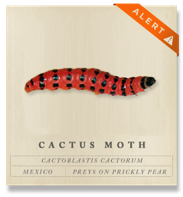 ALERT
CACTUS MOTH
CACTOBLASTIS CACTORUM
MEXICO PREYS ON PRICKLY PEAR